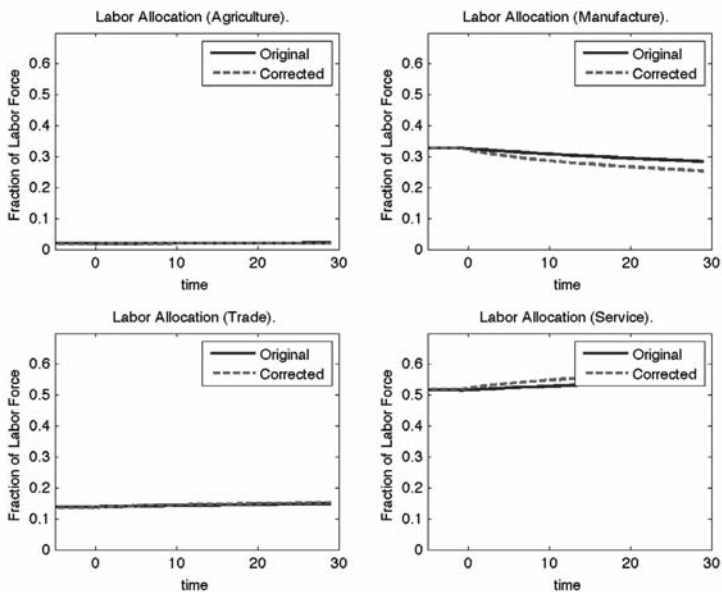 Labor Allocation (Agriculture).
Fraction of Labor Force
0.6
0.5
0.4
0.3
0.2
0.1
0
Original
Corrected
0 10 20 30
time
Labor Allocation (Manufacture).
Fraction of Labor Force
0.6
0.5
0.4
0.3
0.2
0.1
0
Original
Corrected
0 10 20 30
time
Labor Allocation (Trade).
Fraction of Labor Force
0.6
0.5
0.4
0.3
0.2
0.1
0
Original
Corrected
0 10 20 30
time
Labor Allocation (Service).
Fraction of Labor Force
0.6
0.5
0.4
0.3
0.2
0.1
0
Original
Corrected
0 10 20 30
time